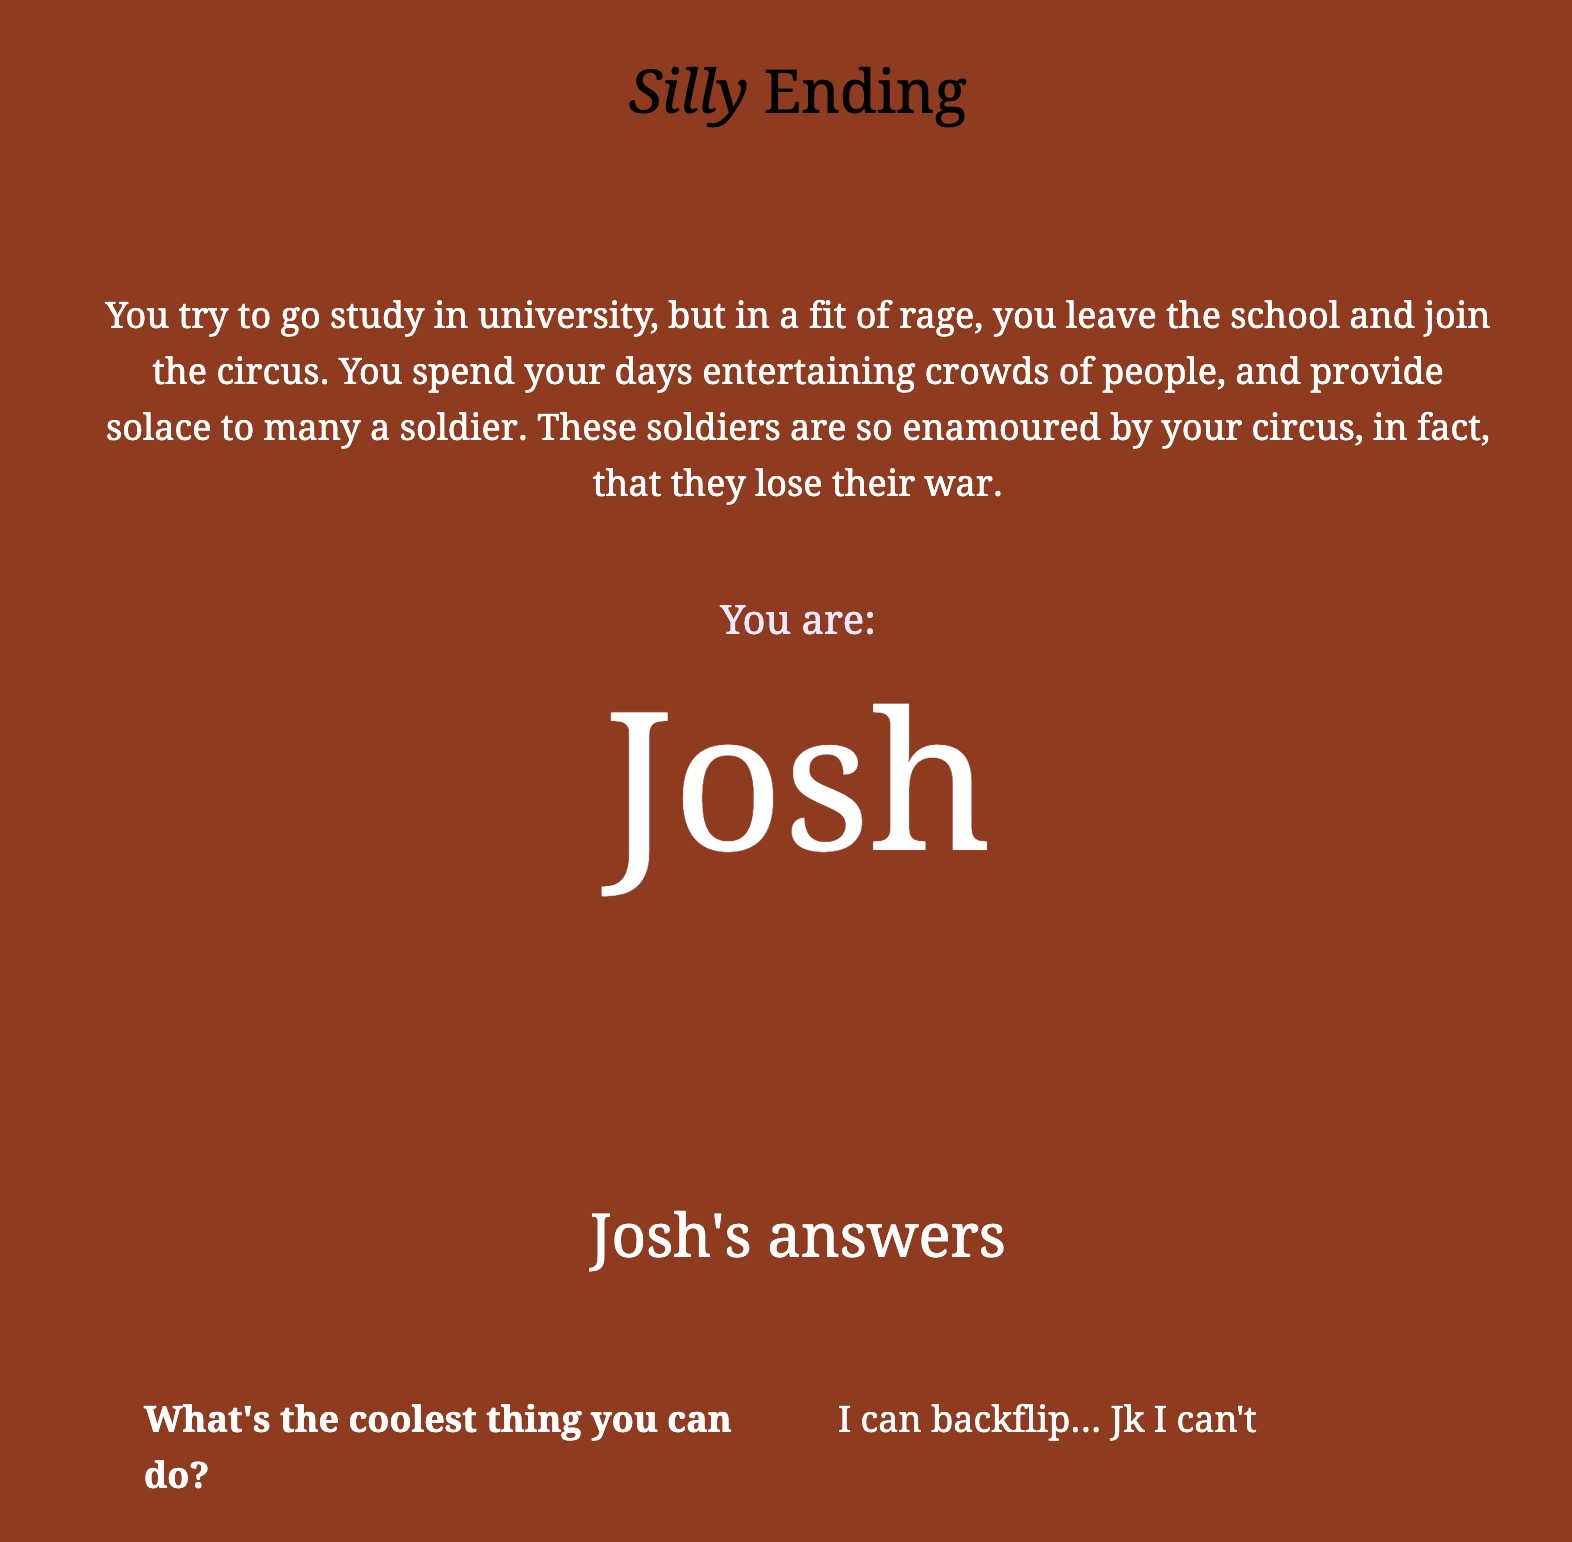 Silly Ending
You try to go study in university, but in a fit of rage, you leave the school and join
the circus. You spend your days entertaining crowds of people, and provide
solace to many a soldier. These soldiers are so enamoured by your circus, in fact,
that they lose their war.
You are:
Josh
Josh's answers
What's the coolest thing you can
do?
I can backflip... Jk I can't